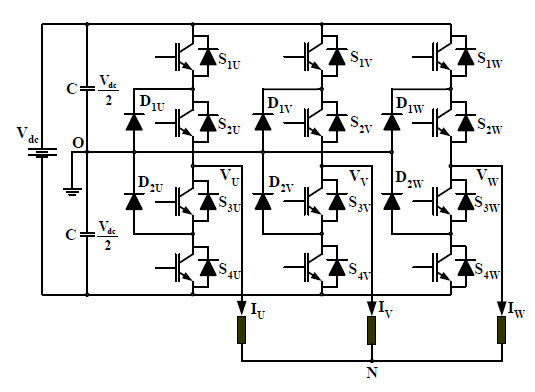 S1U S1V S1W
C Vdc/2
D1U D1V D1W
S2U S2V S2W
Vdc
O
D2U D2V D2W
VU VV VW
S3U S3V S3W
C Vdc/2
S4U S4V S4W
IU IV IW
N